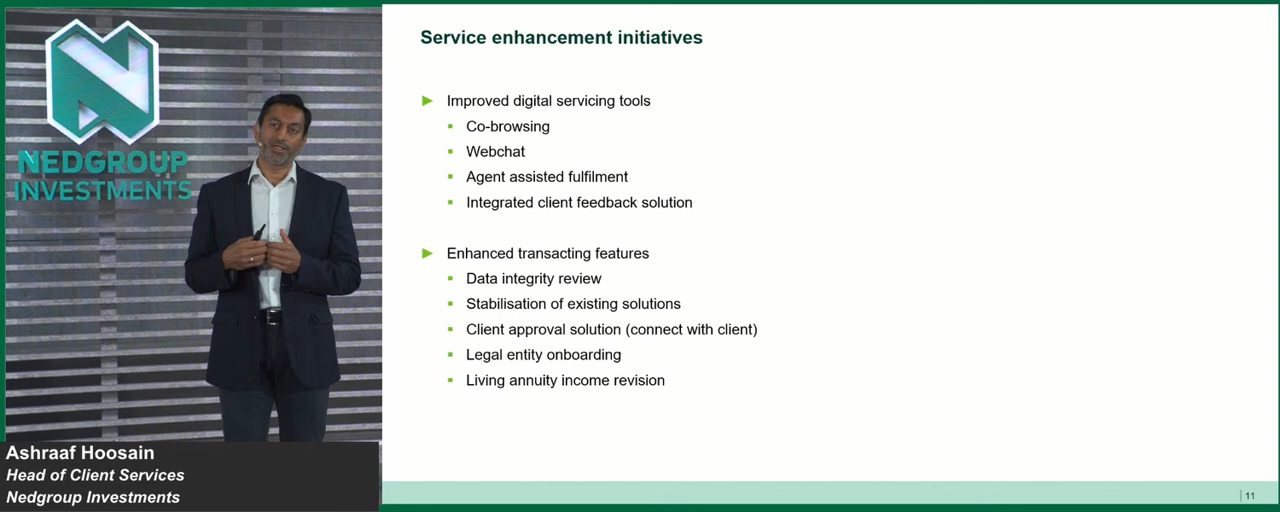 NEDGROUP
INVESTMENTS
Ashraaf Hoosain
Head of Client Services
Nedgroup Investments
Service enhancement initiatives
Improved digital servicing tools
Co-browsing
Webchat
Agent assisted fulfilment
Integrated client feedback solution
Enhanced transacting features
Data integrity review
Stabilisation of existing solutions
Client approval solution (connect with client)
Legal entity onboarding
Living annuity income revision
11